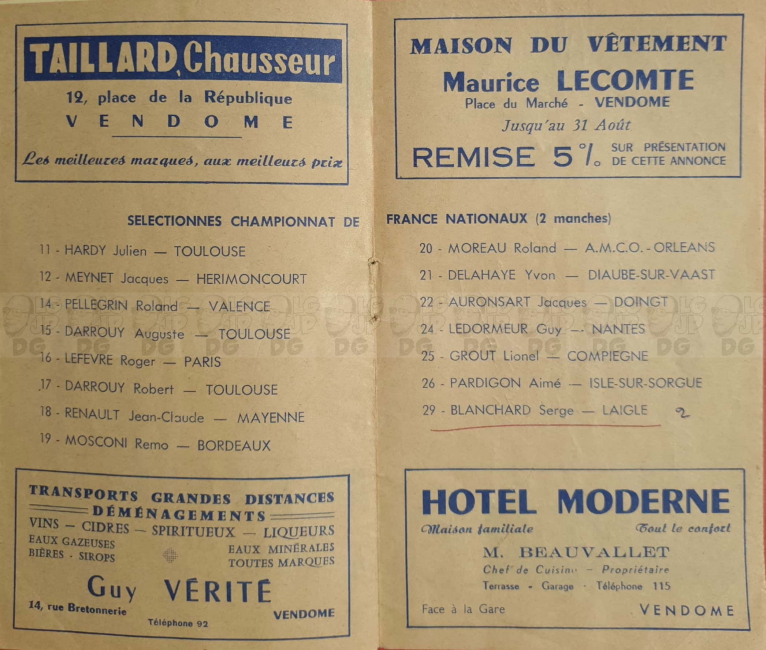 TAILLARD, Chausseur
12, place de la République
VENDOME
Les meilleures marques, aux meilleurs prix
MAISON DU VÊTEMENT
Maurice LECOMTE
Place du Marché - VENDOME
Jusqu'au 31 Août
REMISE 5% SUR PRÉSENTATION
DE CETTE ANNONCE
SELECTIONNES CHAMPIONNAT DE FRANCE NATIONAUX (2 manches)
11 - HARDY Julien — TOULOUSE
12 - MEYNET Jacques — HERIMONCOURT
14 - PELLEGRIN Roland — VALENCE
15 - DARROUY Auguste — TOULOUSE
16 - LEFEVRE Roger — PARIS
17 - DARROUY Robert — TOULOUSE
18 - RENAULT Jean-Claude — MAYENNE
19 - MOSCONI Remo — BORDEAUX
20 - MOREAU Roland — A.M.C.O.-ORLEANS
21 - DELAHAYE Yvon — DIAUBE-SUR-VAAST
22 - AURONSART Jacques — DOINGT
24 - LEDORMEUR Guy — NANTES
25 - GROUT Lionel — COMPIEGNE
26 - PARDIGON Aimé — ISLE-SUR-SORGUE
29 - BLANCHARD Serge — LAIGLE 2
TRANSPORTS GRANDES DISTANCES
DÉMÉNAGEMENTS
VINS — CIDRES — SPIRITUEUX — LIQUEURS
EAUX GAZEUSES
BIÈRES - SIROPS
EAUX MINÉRALES
TOUTES MARQUES
Guy VÉRITÉ
14, rue Bretonnerie
VENDOME
Téléphone 92
HOTEL MODERNE
Maison familiale Tout le confort
M. BEAUVALLET
Chef de Cuisine — Propriétaire
Terrasse - Garage - Téléphone 115
Face à la Gare VENDOME